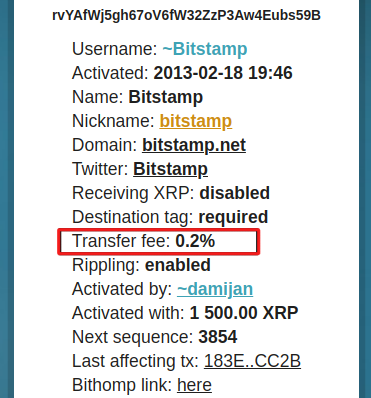 rvYAfWj5gh67oV6fW32ZzP3Aw4Eubs59B
Username: ~Bitstamp
Activated: 2013-02-18 19:46
Name: Bitstamp
Nickname: bitstamp
Domain: bitstamp.net
Twitter: Bitstamp
Receiving XRP: disabled
Destination tag: required
Transfer fee: 0.2%
Rippling: enabled
Activated by: ~damijan
Activated with: 1 500.00 XRP
Next sequence: 3854
Last affecting tx: 183E..CC2B
Bithomp link: here